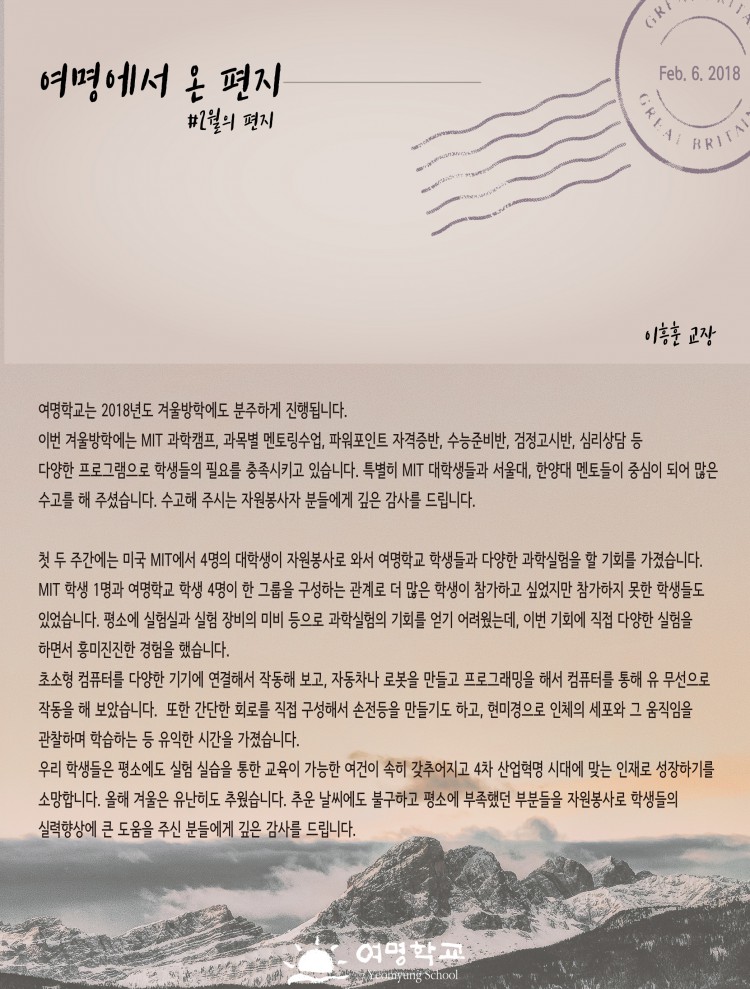 여명에서 온 편지
#2월의 편지
GREAT BRITAIN
Feb. 6. 2018
GREAT BRITAIN
이흥훈 교장
여명학교는 2018년도 겨울방학에도 분주하게 진행됩니다.
이번 겨울방학에는 MIT 과학캠프, 과목별 멘토링수업, 파워포인트 자격증반, 수능준비반, 검정고시반, 심리상담 등
다양한 프로그램으로 학생들의 필요를 충족시키고 있습니다. 특별히 MIT 대학생들과 서울대, 한양대 멘토들이 중심이 되어 많은
수고를 해 주셨습니다. 수고해 주시는 자원봉사자 분들에게 깊은 감사를 드립니다.
첫 두 주간에는 미국 MIT에서 4명의 대학생이 자원봉사로 와서 여명학교 학생들과 다양한 과학실험을 할 기회를 가졌습니다.
MIT 학생 1명과 여명학교 학생 4명이 한 그룹을 구성하는 관계로 더 많은 학생이 참가하고 싶었지만 참가하지 못한 학생들도
있었습니다. 평소에 실험실과 실험 장비의 미비 등으로 과학실험의 기회를 얻기 어려웠는데, 이번 기회에 직접 다양한 실험을
하면서 흥미진진한 경험을 했습니다.
초소형 컴퓨터를 다양한 기기에 연결해서 작동해 보고, 자동차나 로봇을 만들고 프로그래밍을 해서 컴퓨터를 통해 유 무선으로
작동을 해 보았습니다. 또한 간단한 회로를 직접 구성해서 손전등을 만들기도 하고, 현미경으로 인체의 세포와 그 움직임을
관찰하며 학습하는 등 유익한 시간을 가졌습니다.
우리 학생들은 평소에도 실험 실습을 통한 교육이 가능한 여건이 속히 갖추어지고 4차 산업혁명 시대에 맞는 인재로 성장하기를
소망합니다. 올해 겨울은 유난히도 추웠습니다. 추운 날씨에도 불구하고 평소에 부족했던 부분들을 자원봉사로 학생들의
실력향상에 큰 도움을 주신 분들에게 깊은 감사를 드립니다.
여명학교
Yeomyung School